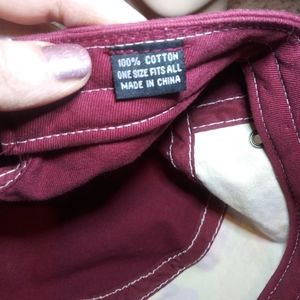 100% COTTON
ONE SIZE FITS ALL
MADE IN CHINA